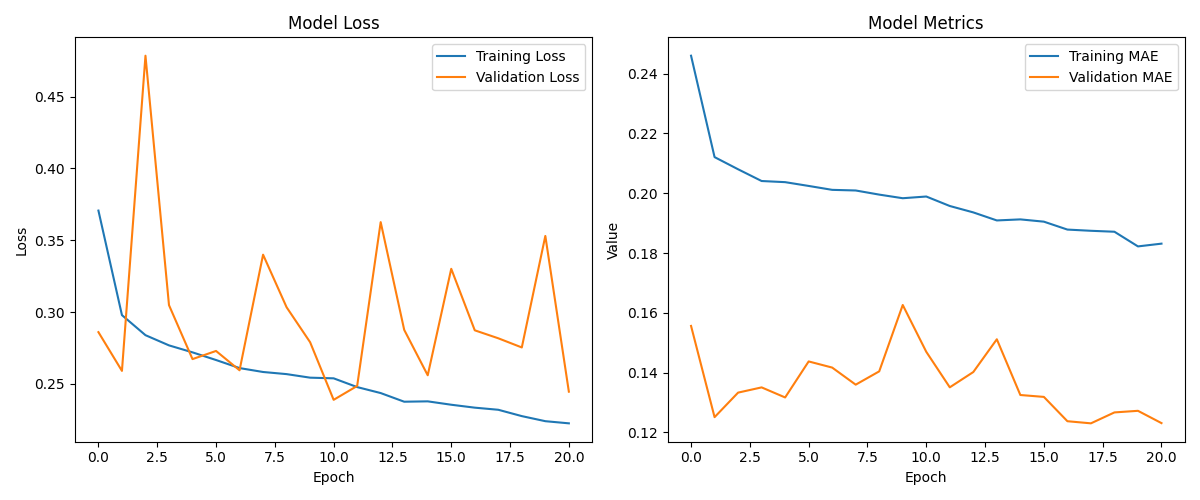 Model Loss
Training Loss
Validation Loss
0.45
0.40
0.35
0.30
0.25
Loss
0.0 2.5 5.0 7.5 10.0 12.5 15.0 17.5 20.0
Epoch
Model Metrics
Training MAE
Validation MAE
0.24
0.22
0.20
0.18
0.16
0.14
0.12
Value
0.0 2.5 5.0 7.5 10.0 12.5 15.0 17.5 20.0
Epoch